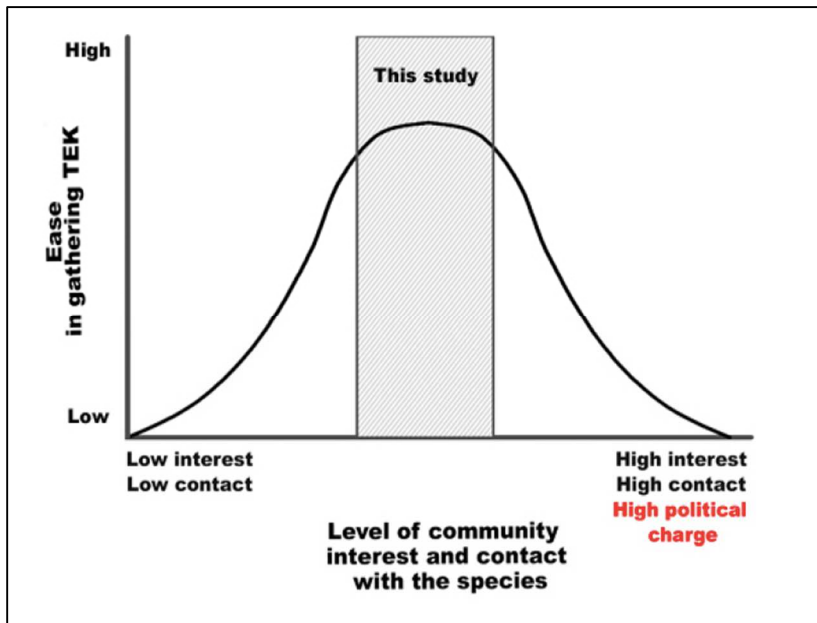 High
This study
Ease
in gathering TEK
Low
Low interest
Low contact
High interest
High contact
High political
charge
Level of community
interest and contact
with the species